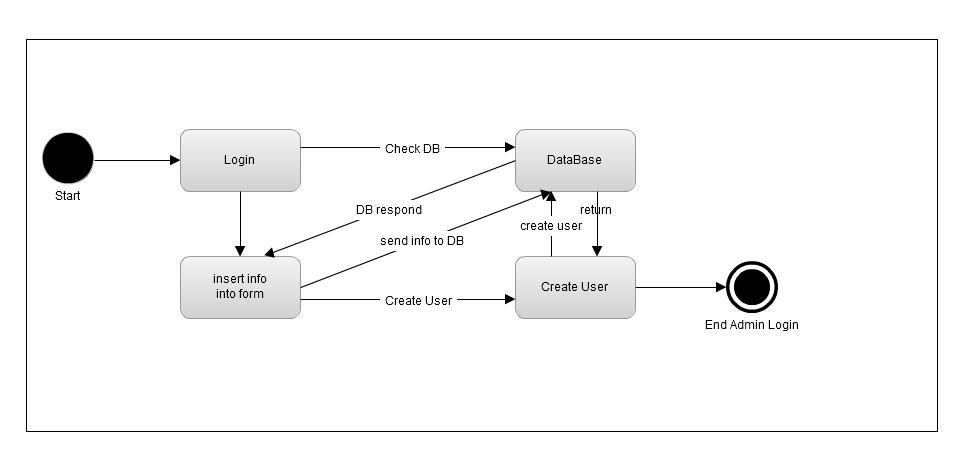 Login
Check DB
DataBase
Start
DB respond
return
create user
send info to DB
insert info
into form
Create User
Create User
End Admin Login